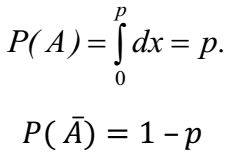 P(A) = ∫₀ᵖ dx = p.
P(Ā) = 1 – p